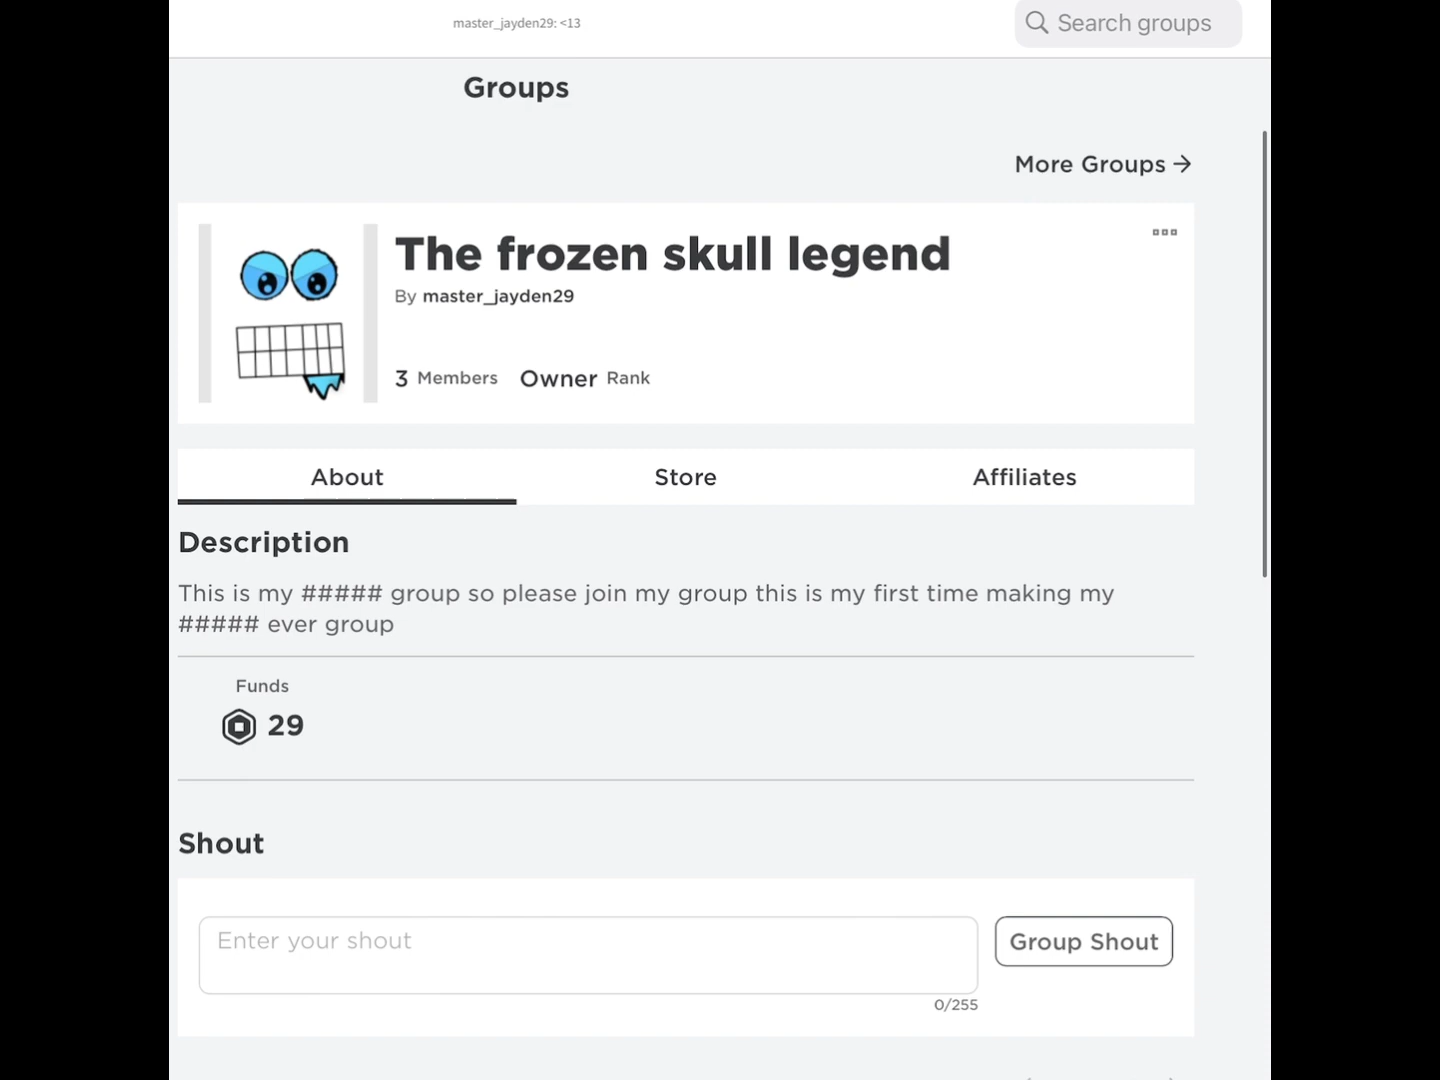 master_jayden29: <13
Search groups
Groups
More Groups →
The frozen skull legend
By master_jayden29
3 Members Owner Rank
About Store Affiliates
Description
This is my ##### group so please join my group this is my first time making my
##### ever group
Funds
29
Shout
Enter your shout
Group Shout
0/255